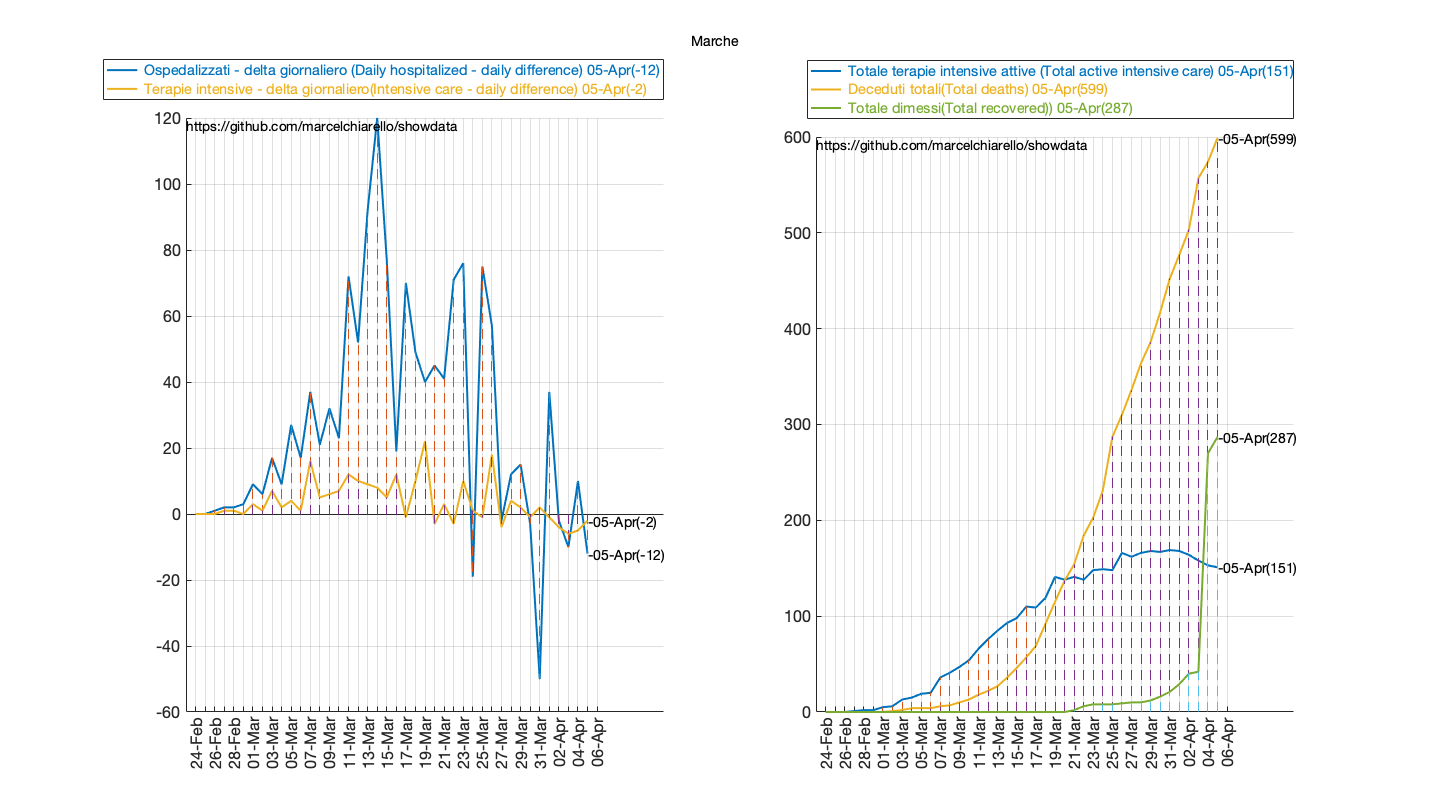 Marche
Ospedalizzati - delta giornaliero (Daily hospitalized - daily difference) 05-Apr(-12)
Terapie intensive - delta giornaliero(Intensive care - daily difference) 05-Apr(-2)
https://github.com/marcelchiarello/showdata
120
100
80
60
40
20
0
-20
-40
-60
-05-Apr(-2)
-05-Apr(-12)
24-Feb
26-Feb
28-Feb
01-Mar
03-Mar
05-Mar
07-Mar
09-Mar
11-Mar
13-Mar
15-Mar
17-Mar
19-Mar
21-Mar
23-Mar
25-Mar
27-Mar
29-Mar
31-Mar
02-Apr
04-Apr
06-Apr
Totale terapie intensive attive (Total active intensive care) 05-Apr(151)
Deceduti totali(Total deaths) 05-Apr(599)
Totale dimessi(Total recovered)) 05-Apr(287)
https://github.com/marcelchiarello/showdata
600
500
400
300
200
100
0
-05-Apr(599)
-05-Apr(287)
-05-Apr(151)
24-Feb
26-Feb
28-Feb
01-Mar
03-Mar
05-Mar
07-Mar
09-Mar
11-Mar
13-Mar
15-Mar
17-Mar
19-Mar
21-Mar
23-Mar
25-Mar
27-Mar
29-Mar
31-Mar
02-Apr
04-Apr
06-Apr